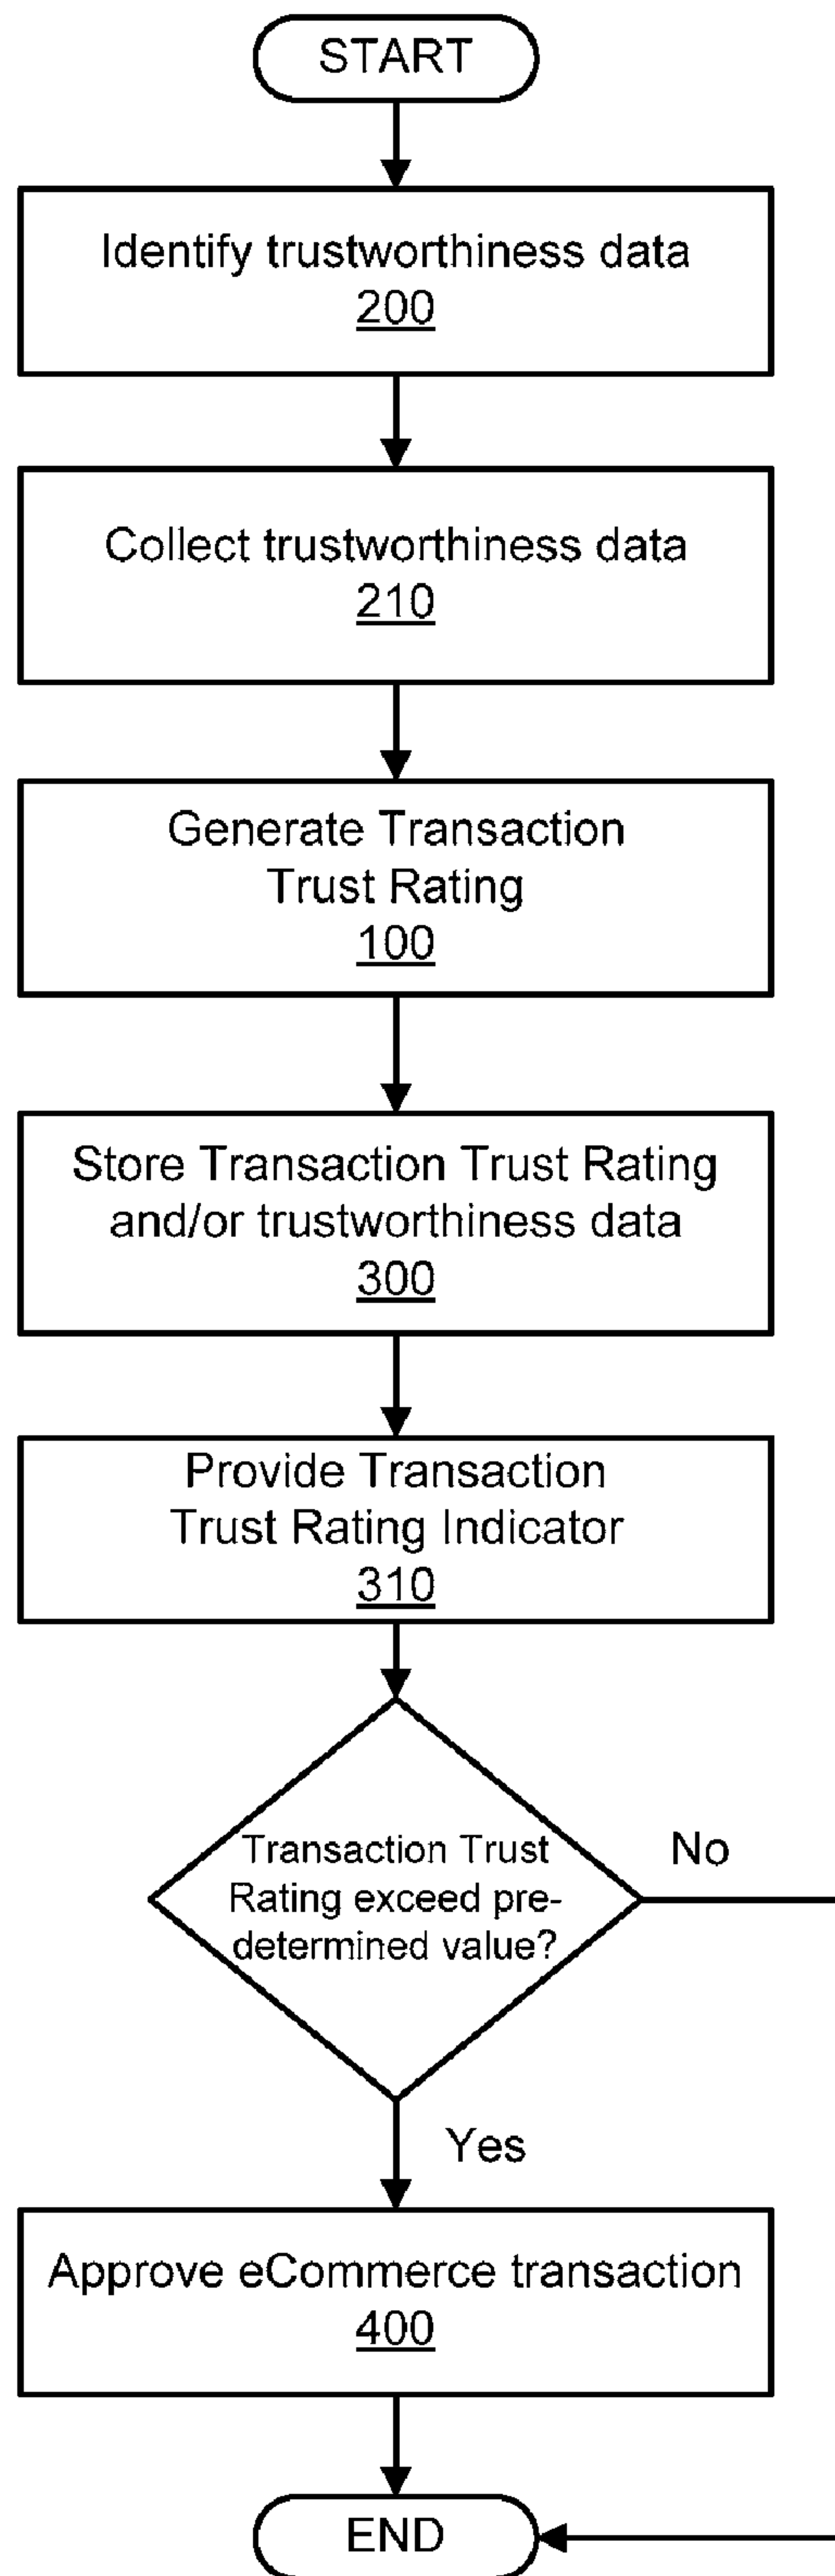 START
Identify trustworthiness data
200
Collect trustworthiness data
210
Generate Transaction
Trust Rating
100
Store Transaction Trust Rating
and/or trustworthiness data
300
Provide Transaction
Trust Rating Indicator
310
Transaction Trust
Rating exceed pre-
determined value?
No
Yes
Approve eCommerce transaction
400
END